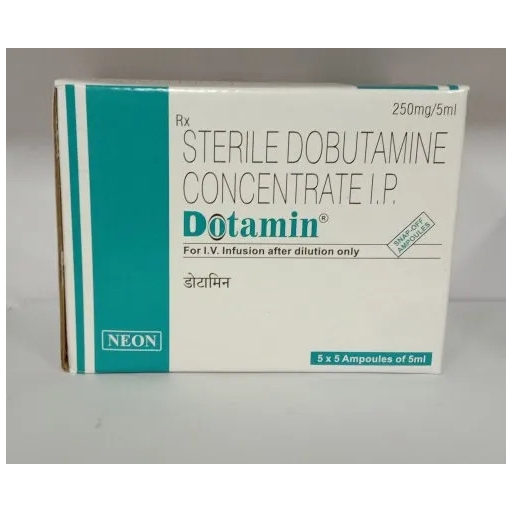 250mg/5ml
Rx
STERILE DOBUTAMINE
CONCENTRATE I.P.
Dotamin®
For I.V. Infusion after dilution only
SNAP-OFF
AMPOULES
डोटामिन
NEON
5 x 5 Ampoules of 5ml